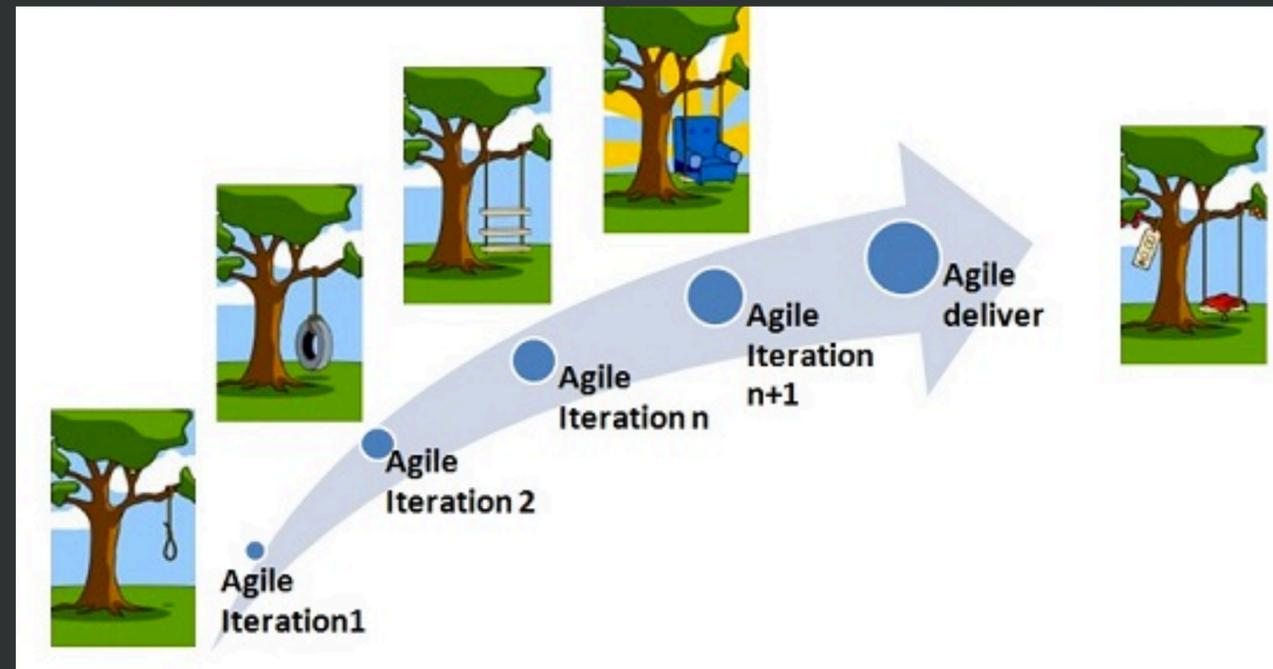 Agile
Iteration1
Agile
Iteration 2
Agile
Iteration n
Agile
Iteration
n+1
Agile
deliver